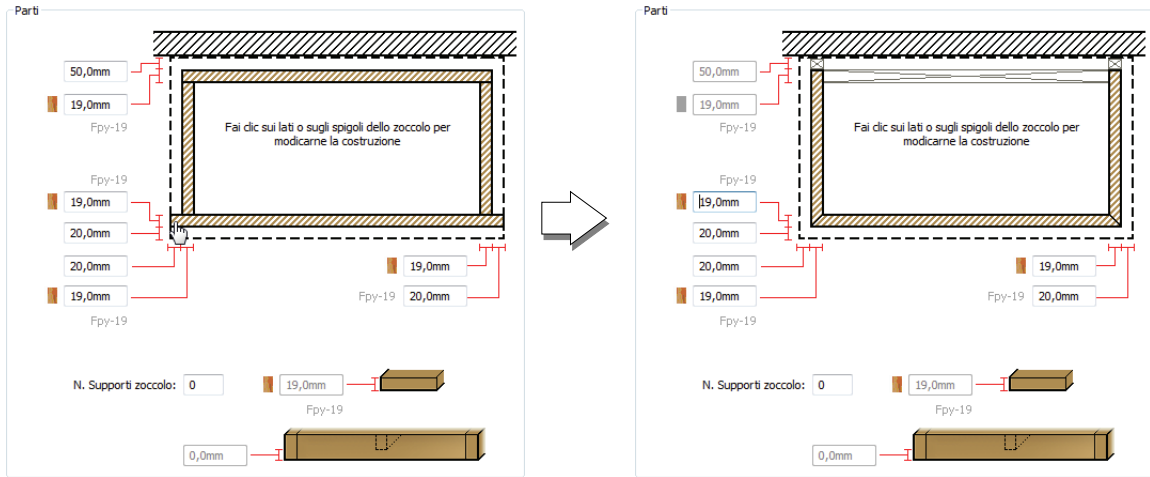 Parti
50,0mm
19,0mm
Fpy-19
Fai clic sui lati o sugli spigoli dello zoccolo per
modicarne la costruzione
Fpy-19
19,0mm
20,0mm
20,0mm
19,0mm
19,0mm
Fpy-19
20,0mm
Fpy-19
N. Supporti zoccolo:
0
19,0mm
Fpy-19
0,0mm
Parti
50,0mm
19,0mm
Fpy-19
Fai clic sui lati o sugli spigoli dello zoccolo per
modicarne la costruzione
Fpy-19
19,0mm
20,0mm
20,0mm
19,0mm
19,0mm
Fpy-19
20,0mm
Fpy-19
N. Supporti zoccolo:
0
19,0mm
Fpy-19
0,0mm